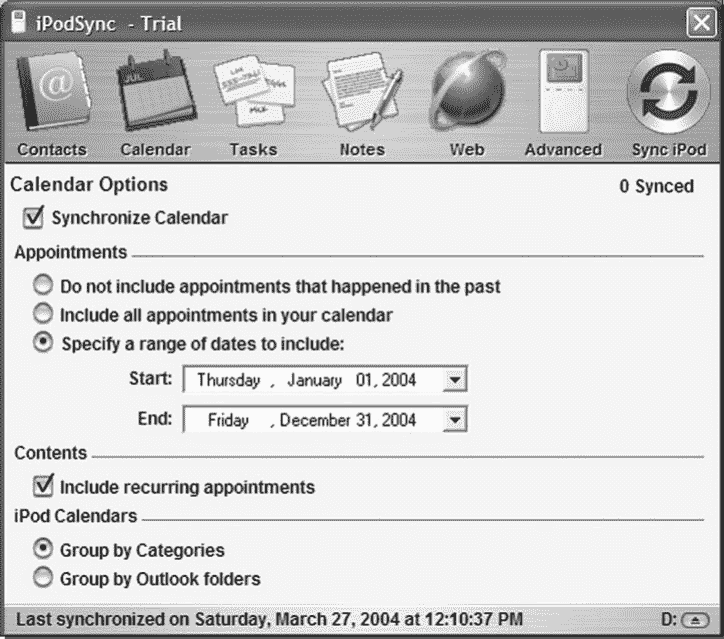 iPodSync - Trial
JUL
Contacts Calendar Tasks Notes Web Advanced Sync iPod
Calendar Options 0 Synced
Synchronize Calendar
Appointments
Do not include appointments that happened in the past
Include all appointments in your calendar
Specify a range of dates to include:
Start: Thursday , January 01, 2004
End: Friday , December 31, 2004
Contents
Include recurring appointments
iPod Calendars
Group by Categories
Group by Outlook folders
Last synchronized on Saturday, March 27, 2004 at 12:10:37 PM D: